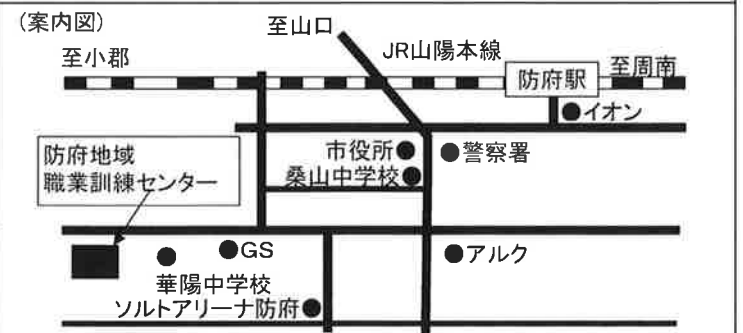 (案内図)
至山口
至小郡
JR山陽本線
防府駅
至周南
イオン
防府地域
職業訓練センター
市役所
警察署
桑山中学校
GS
アルク
華陽中学校
ソルトアリーナ防府